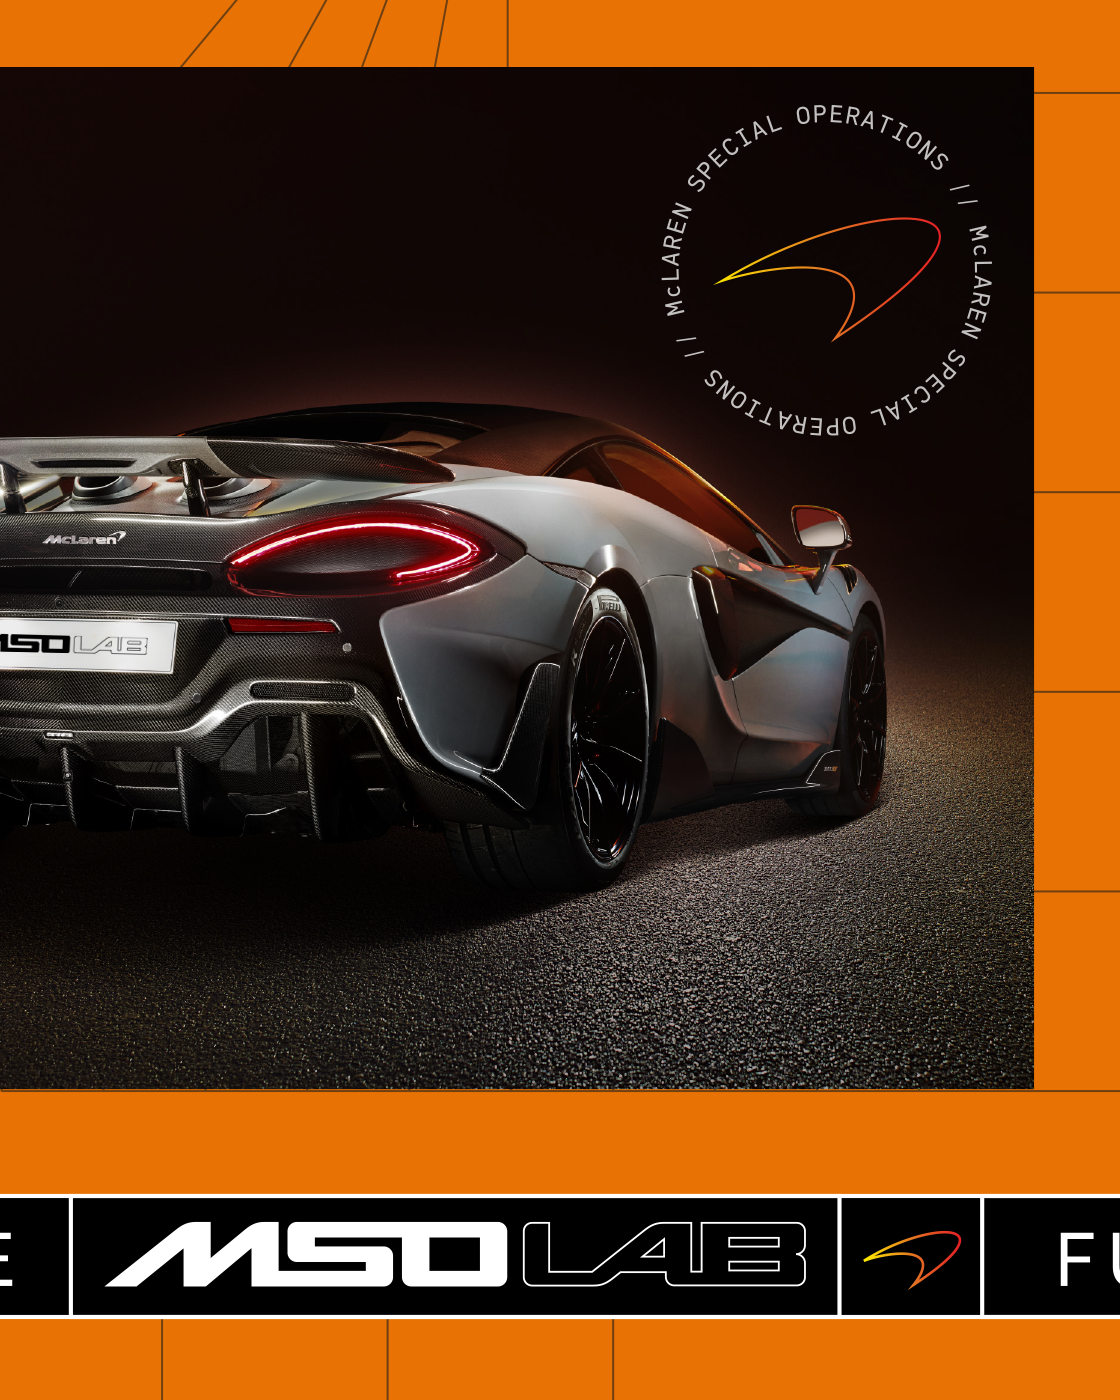 McLAREN SPECIAL OPERATIONS // McLAREN SPECIAL OPERATIONS //
McLaren
MSO LAB
MSO LAB